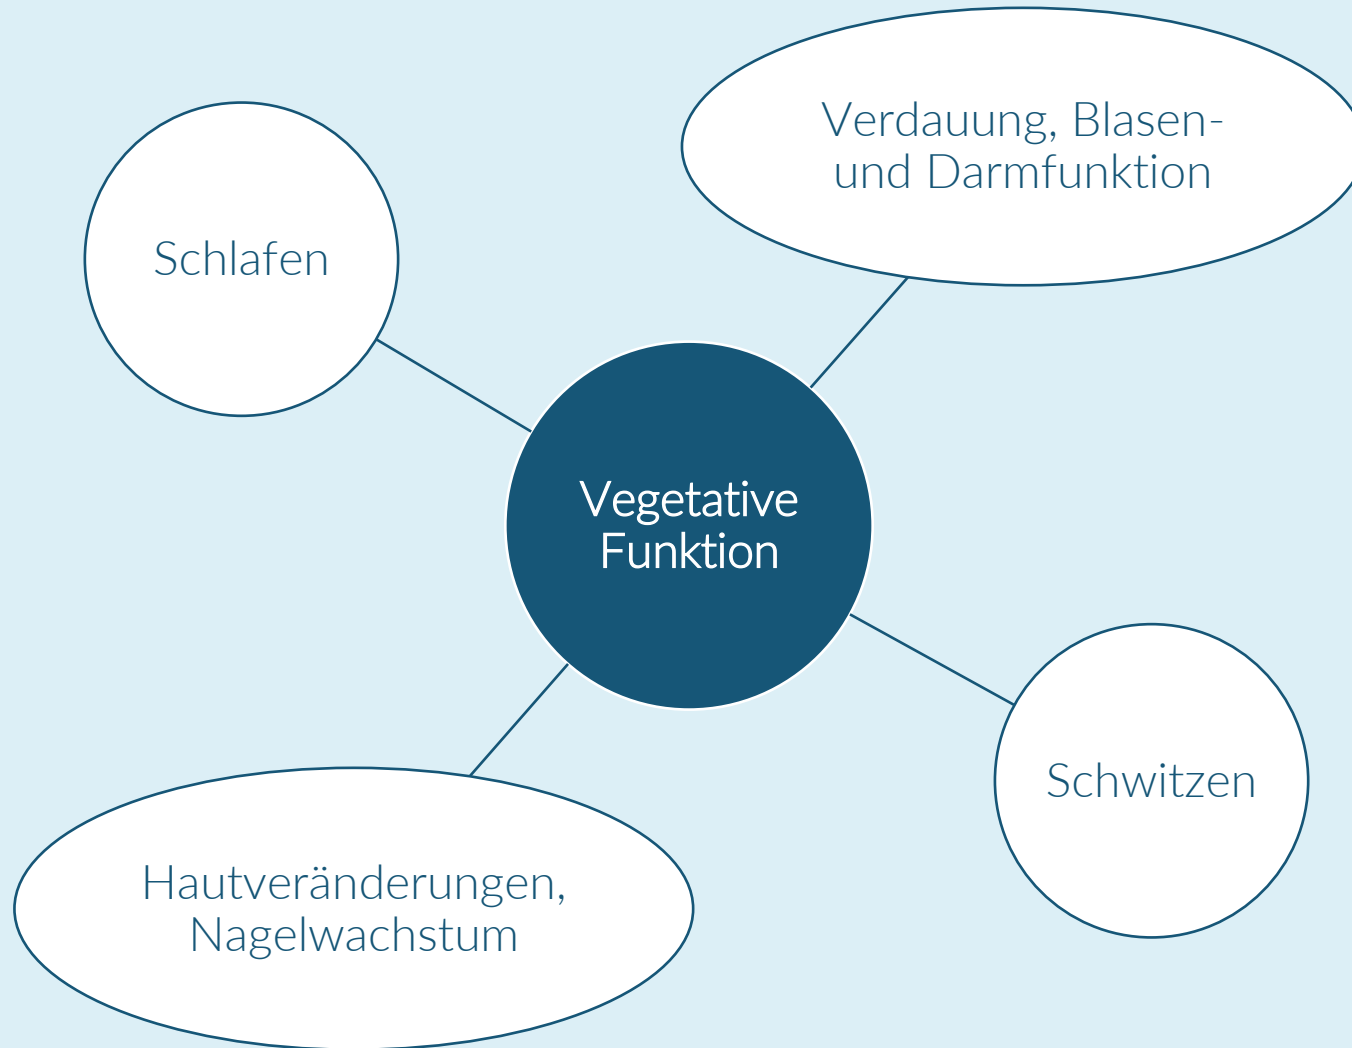 Verdauung, Blasen-
und Darmfunktion
Schlafen
Vegetative
Funktion
Schwitzen
Hautveränderungen,
Nagelwachstum